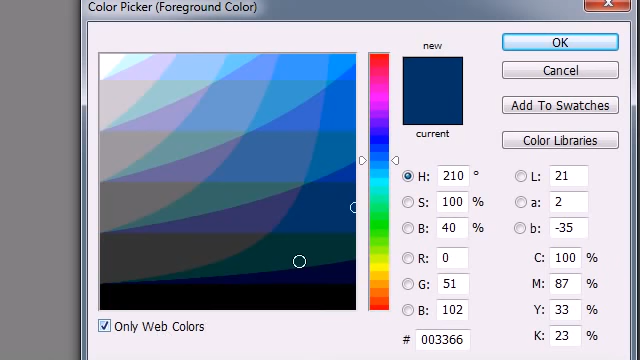 Color Picker (Foreground Color)
x
new
current
OK
Cancel
Add To Swatches
Color Libraries
H: 210 °
S: 100 %
B: 40 %
R: 0
G: 51
B: 102
# 003366
L: 21
a: 2
b: -35
C: 100 %
M: 87 %
Y: 33 %
K: 23 %
Only Web Colors